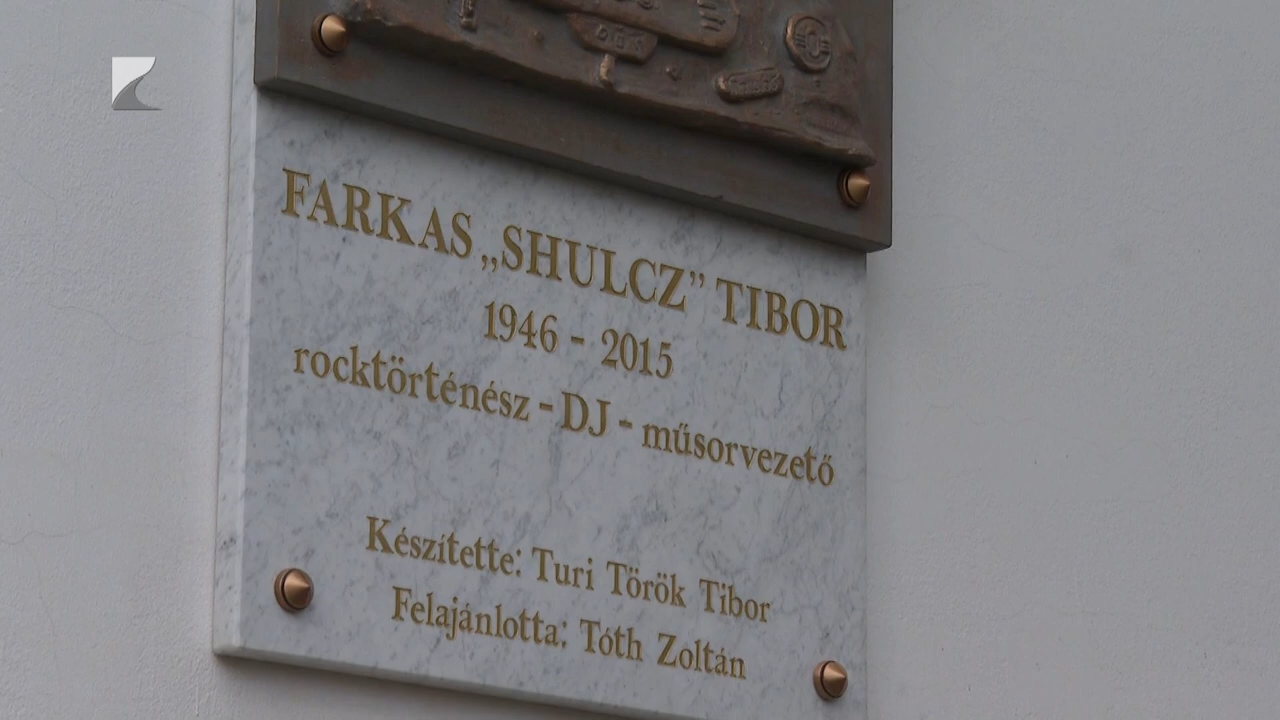 FARKAS „SHULCZ” TIBOR
1946 - 2015
rocktörténész - DJ - műsorvezető
Készítette: Turi Török Tibor
Felajánlotta: Tóth Zoltán